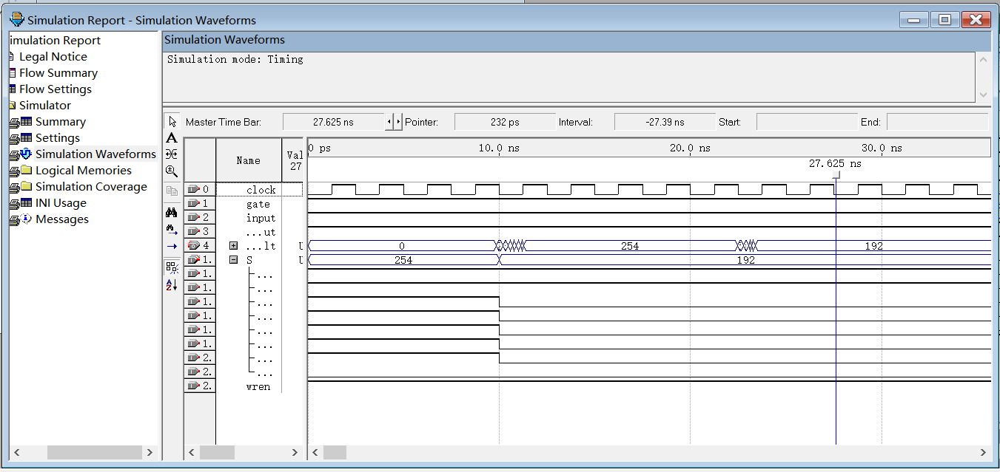 Simulation Report - Simulation Waveforms
imulation Report
Legal Notice
Flow Summary
Flow Settings
Simulator
Summary
Settings
Simulation Waveforms
Logical Memories
Simulation Coverage
INI Usage
Messages
Simulation Waveforms
Simulation mode: Timing
Master Time Bar: 27.625 ns Pointer: 232 ps Interval: -27.39 ns Start: End:
Name
Val
27
0 ps 10.0 ns 20.0 ns 30.0 ns
27.625 ns
0 clock
1 gate
2 input
3 ...ut
4 ...lt U 0 254 192
1. S U 254 192
1. ...
1. ...
1. ...
1. ...
1. ...
1. ...
2. ...
2. ...
2. wren